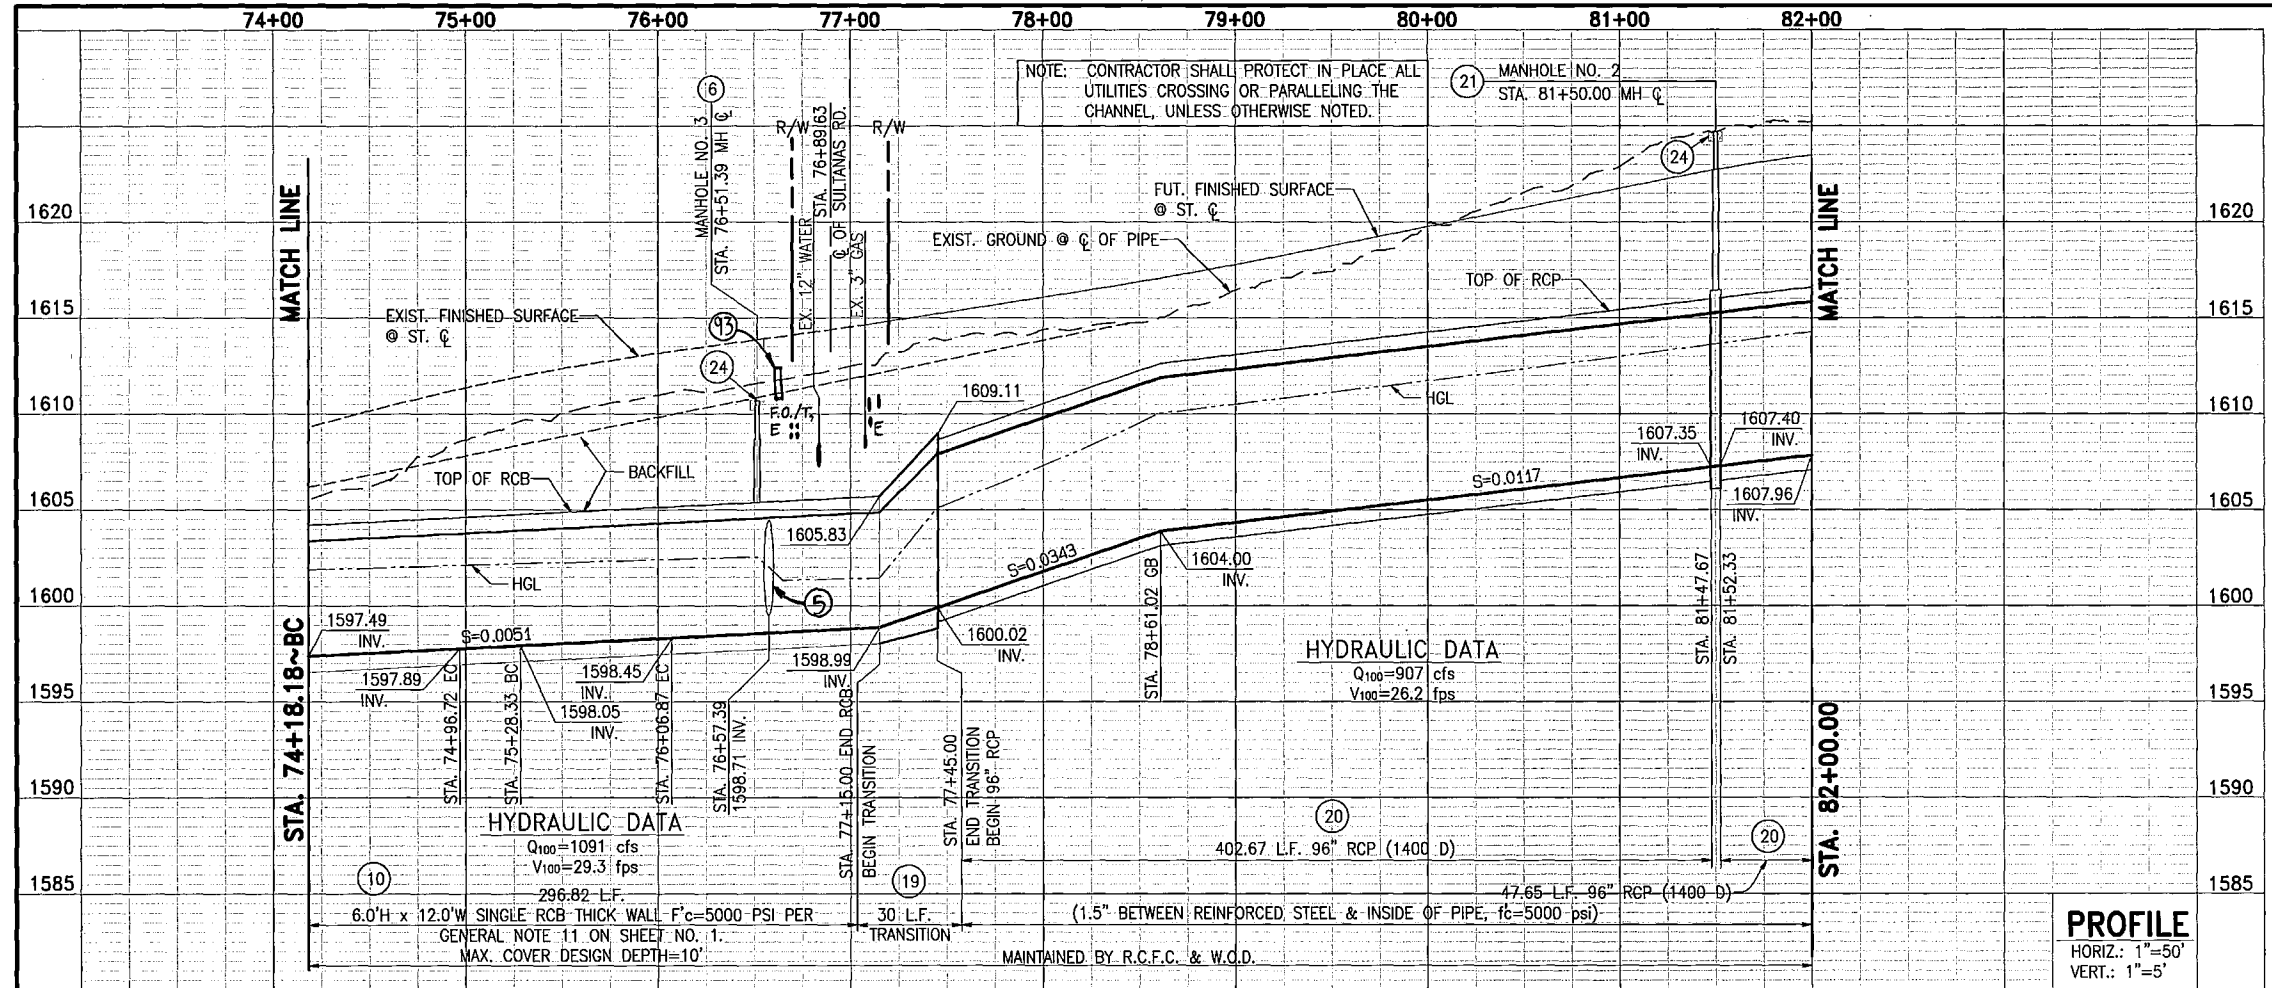 74+00 75+00 76+00 77+00 78+00 79+00 80+00 81+00 82+00
NOTE: CONTRACTOR SHALL PROTECT IN PLACE ALL
UTILITIES CROSSING OR PARALLELING THE
CHANNEL, UNLESS OTHERWISE NOTED.
21
MANHOLE NO. 2
STA. 81+50.00 MH ℄
6
MANHOLE NO. 3
STA. 76+51.39 MH ℄
R/W
EX. 12" WATER
STA. 76+89.63
℄ OF SULTANAS RD.
EX. 3" GAS
R/W
24
FUT. FINISHED SURFACE
@ ST. ℄
EXIST. GROUND @ ℄ OF PIPE
TOP OF RCP
MATCH LINE
MATCH LINE
1620
1620
1615
1615
1610
1610
1605
1605
1600
1600
1595
1595
1590
1590
1585
1585
EXIST. FINISHED SURFACE
@ ST. ℄
93
24
F.O./T,
E
E
1609.11
HGL
TOP OF RCB
BACKFILL
1605.83
1607.35
INV.
1607.40
INV.
S=0.0117
1607.96
INV.
HGL
S=0.0343
1604.00
INV.
5
1597.49
INV.
S=0.0051
1597.89
INV.
1598.45
INV.
1598.05
INV.
1598.99
INV.
1600.02
INV.
STA. 74+18.18~BC
STA. 74+96.72 EC
STA. 75+28.33 BC
STA. 76+06.87 EC
STA. 76+57.39
1598.71 INV.
STA. 77+15.00 END RCB
BEGIN TRANSITION
STA. 77+45.00
END TRANSITION
BEGIN 96" RCP
STA. 78+61.02 GB
STA. 81+47.67
STA. 81+52.33
STA. 82+00.00
HYDRAULIC DATA
Q100=907 cfs
V100=26.2 fps
HYDRAULIC DATA
Q100=1091 cfs
V100=29.3 fps
10
19
20
20
402.67 L.F. 96" RCP (1400 D)
47.65 L.F. 96" RCP (1400 D)
296.82 L.F.
6.0'H x 12.0'W SINGLE RCB THICK WALL F'c=5000 PSI PER
GENERAL NOTE 11 ON SHEET NO. 1.
MAX. COVER DESIGN DEPTH=10'
30 L.F.
TRANSITION
(1.5" BETWEEN REINFORCED STEEL & INSIDE OF PIPE, f'c=5000 psi)
MAINTAINED BY R.C.F.C. & W.C.D.
PROFILE
HORIZ.: 1"=50'
VERT.: 1"=5'